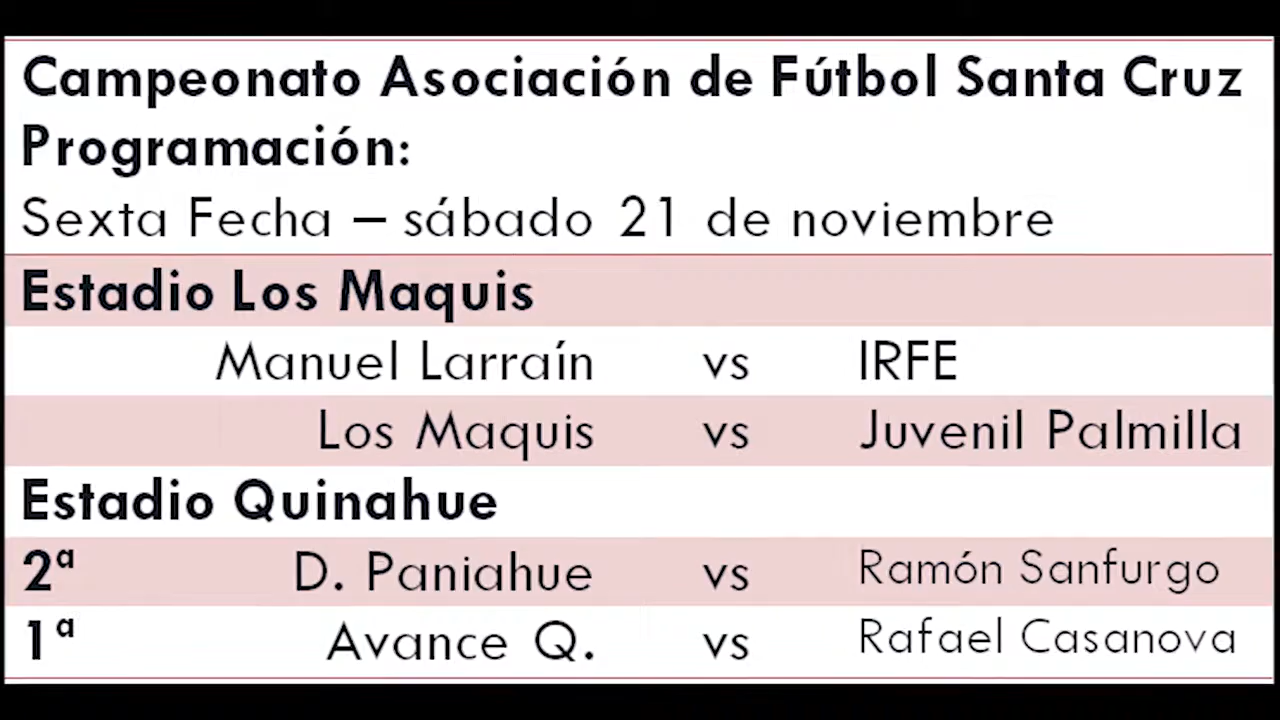 Campeonato Asociación de Fútbol Santa Cruz
Programación:
Sexta Fecha – sábado 21 de noviembre
Estadio Los Maquis
Manuel Larraín vs IRFE
Los Maquis vs Juvenil Palmilla
Estadio Quinahue
2ª D. Paniahue vs Ramón Sanfurgo
1ª Avance Q. vs Rafael Casanova